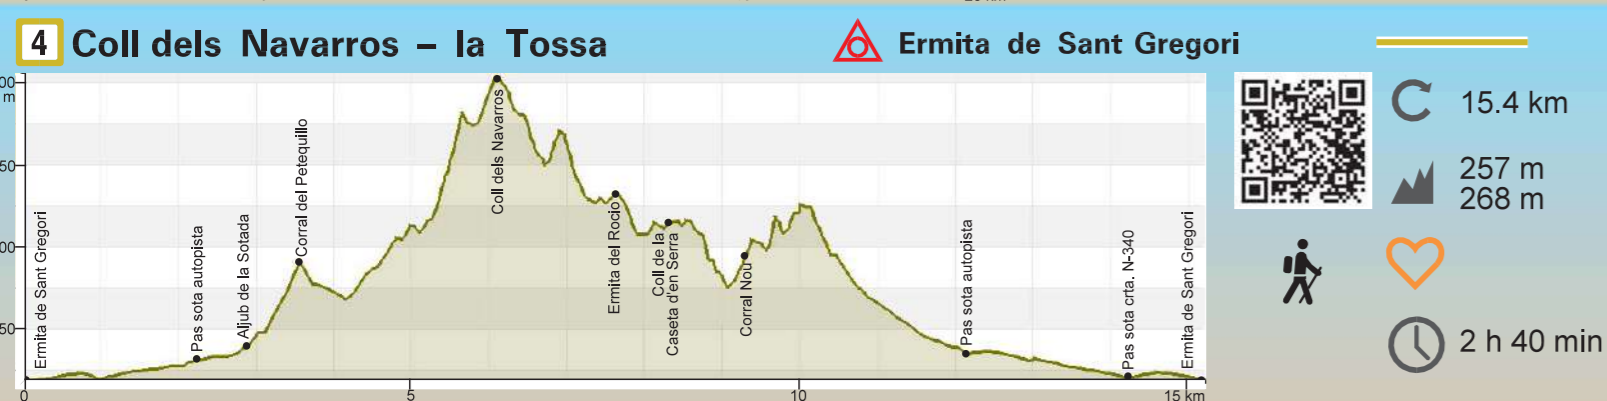 4 Coll dels Navarros – la Tossa
Ermita de Sant Gregori
15.4 km
257 m
268 m
2 h 40 min
00
m
50
00
50
Ermita de Sant Gregori
Pas sota autopista
Aljub de la Sotada
Corral del Petequillo
Coll dels Navarros
Ermita del Rocio
Coll de la
Caseta d'en Serra
Corral Nou
Pas sota autopista
Pas sota crta. N-340
Ermita de Sant Gregori
0
5
10
15 km